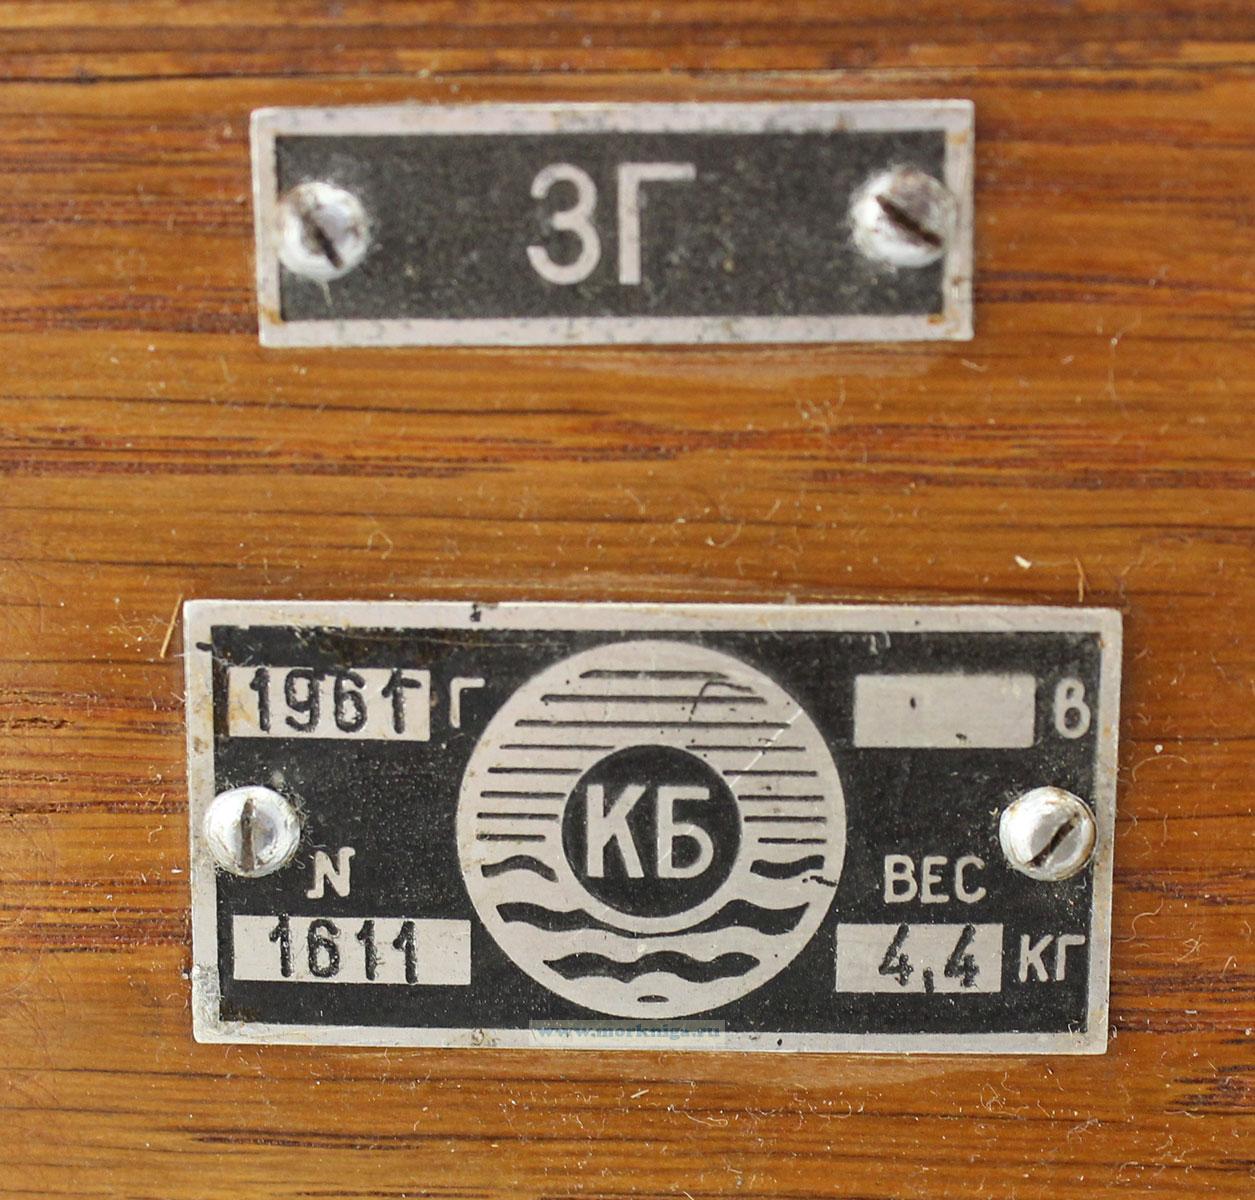 ЗГ
1961 Г
В
КБ
N
1611
ВЕС
4,4 КГ
www.morkniga.ru